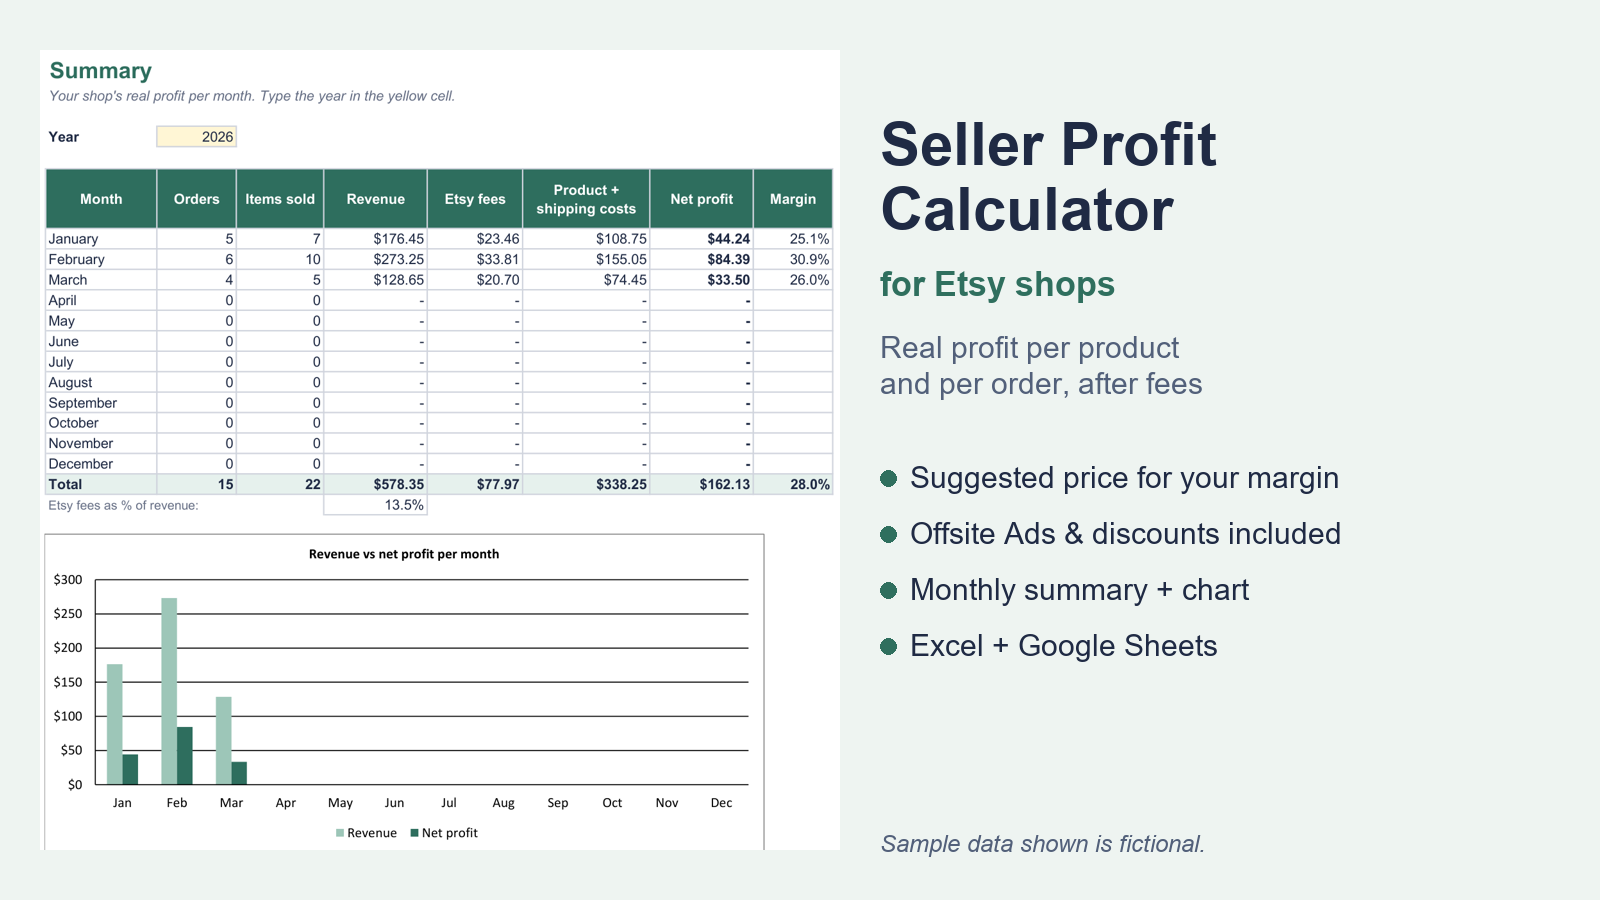 Summary
Your shop's real profit per month. Type the year in the yellow cell.
Year 2026
Month Orders Items sold Revenue Etsy fees Product + shipping costs Net profit Margin
January 5 7 $176.45 $23.46 $108.75 $44.24 25.1%
February 6 10 $273.25 $33.81 $155.05 $84.39 30.9%
March 4 5 $128.65 $20.70 $74.45 $33.50 26.0%
April 0 0 - - - -
May 0 0 - - - -
June 0 0 - - - -
July 0 0 - - - -
August 0 0 - - - -
September 0 0 - - - -
October 0 0 - - - -
November 0 0 - - - -
December 0 0 - - - -
Total 15 22 $578.35 $77.97 $338.25 $162.13 28.0%
Etsy fees as % of revenue: 13.5%
Revenue vs net profit per month
$300
$250
$200
$150
$100
$50
$0
Jan Feb Mar Apr May Jun Jul Aug Sep Oct Nov Dec
Revenue Net profit
Seller Profit
Calculator
for Etsy shops
Real profit per product
and per order, after fees
Suggested price for your margin
Offsite Ads & discounts included
Monthly summary + chart
Excel + Google Sheets
Sample data shown is fictional.